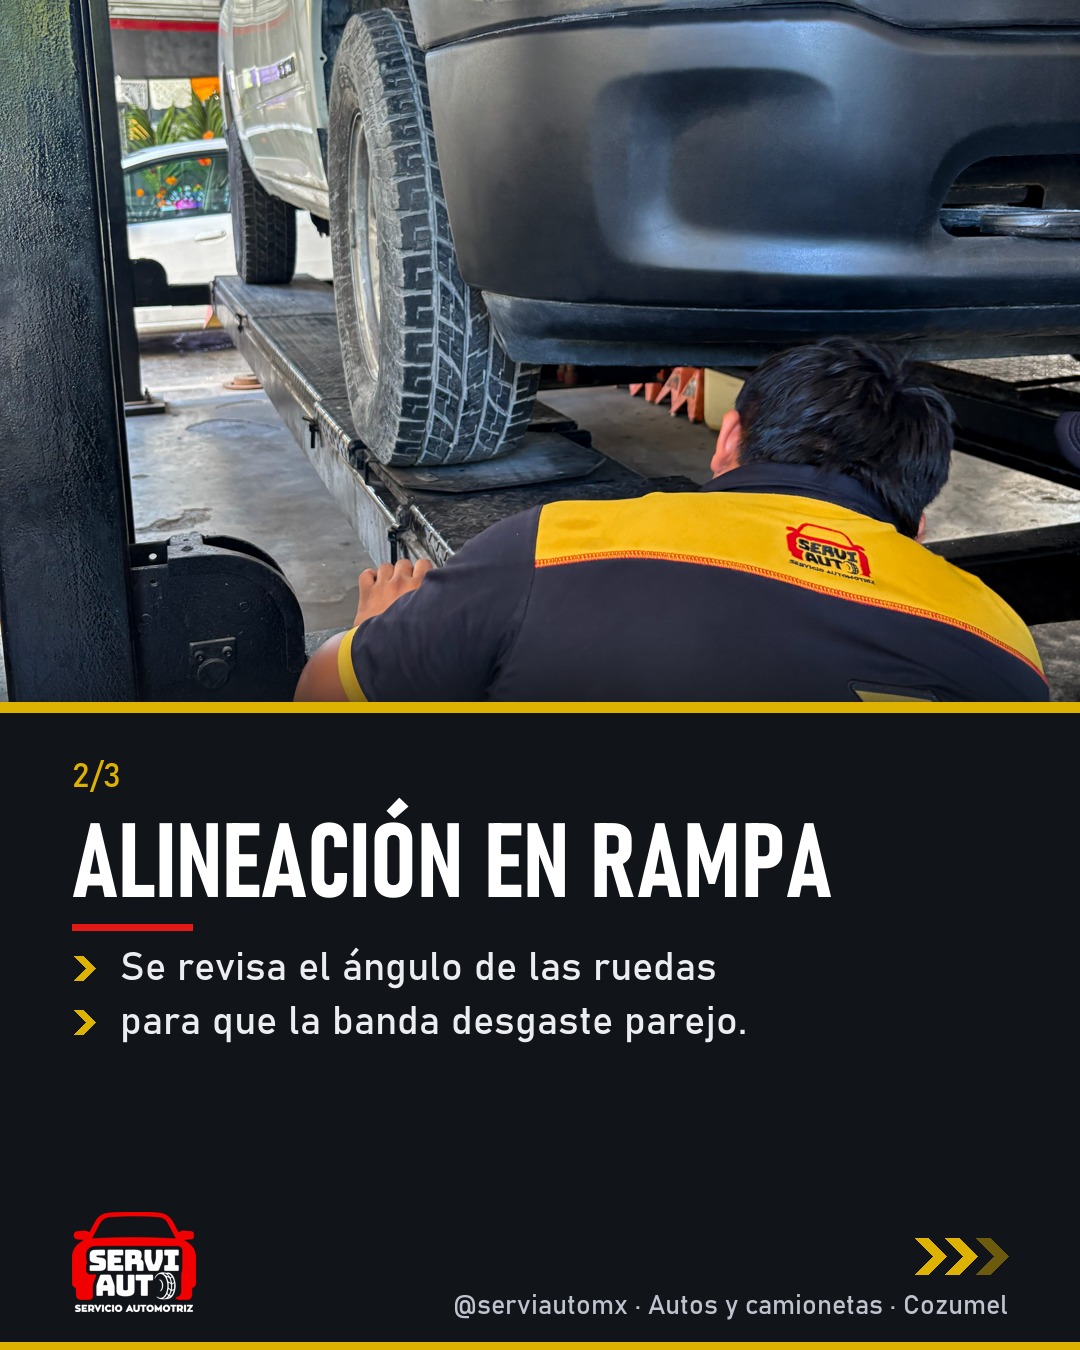 SERVI
AUTO
SERVICIO AUTOMOTRIZ
2/3
ALINEACIÓN EN RAMPA
Se revisa el ángulo de las ruedas
para que la banda desgaste parejo.
SERVI
AUTO
SERVICIO AUTOMOTRIZ
@serviautomx · Autos y camionetas · Cozumel